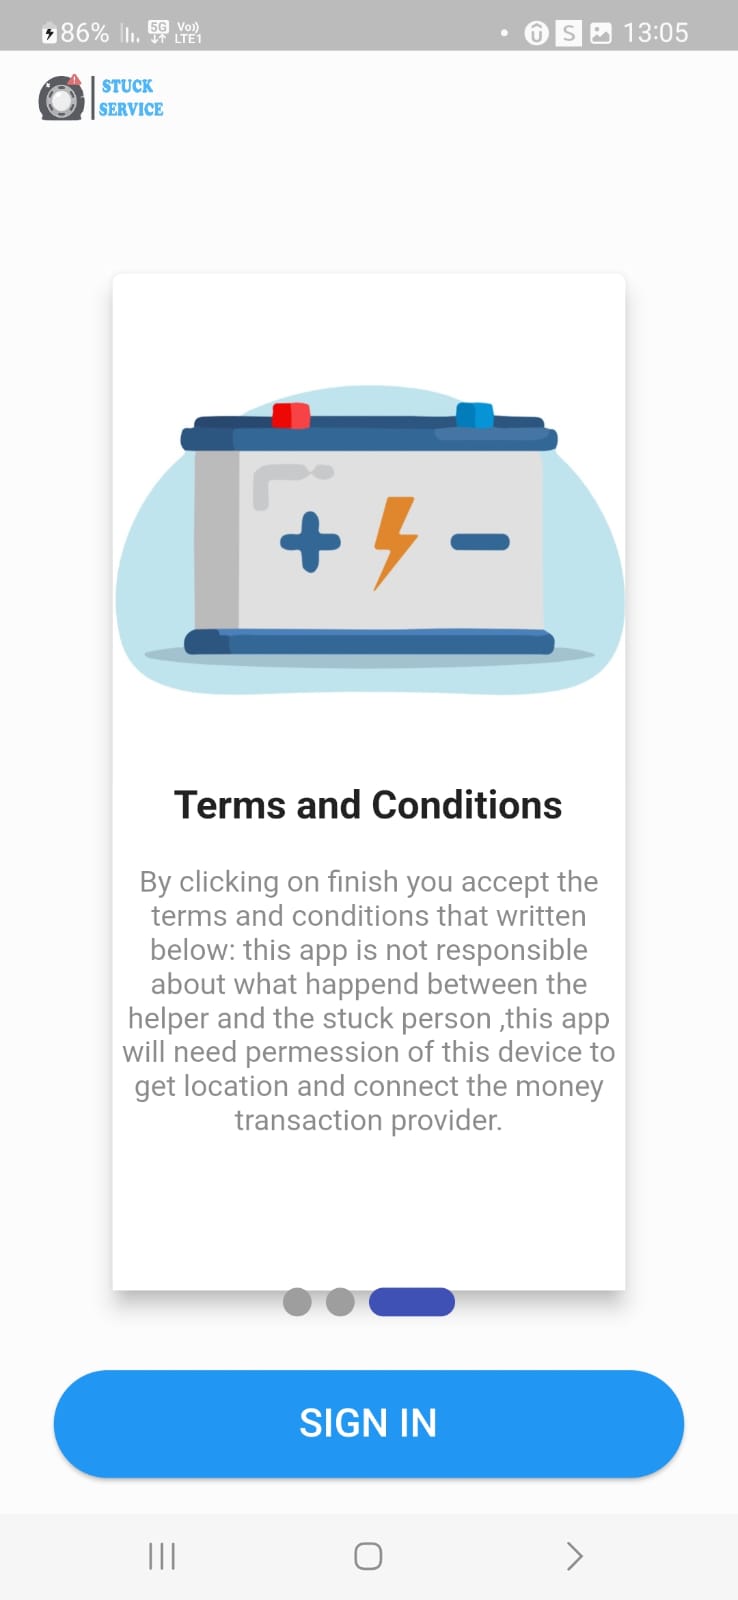 86% 5G Vo)) LTE1 S 13:05
STUCK
SERVICE
Terms and Conditions
By clicking on finish you accept the
terms and conditions that written
below: this app is not responsible
about what happend between the
helper and the stuck person ,this app
will need permession of this device to
get location and connect the money
transaction provider.
SIGN IN